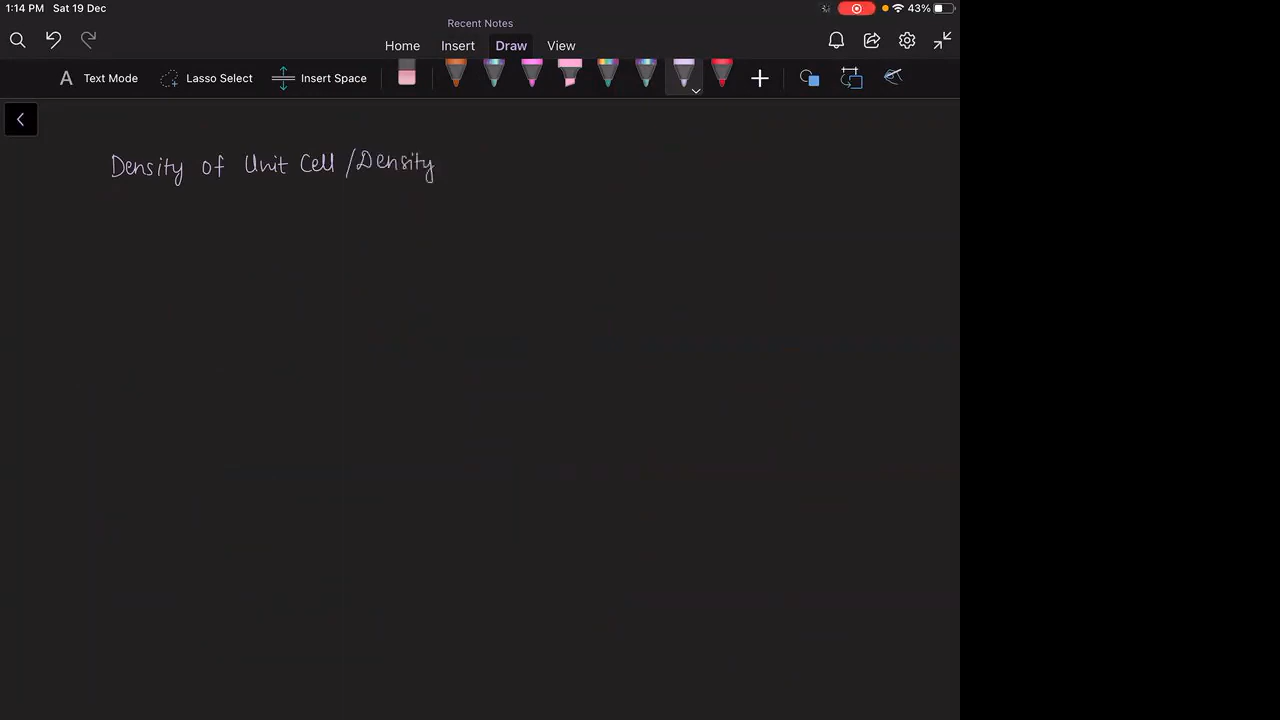 1:14 PM Sat 19 Dec
43%
Recent Notes
Home Insert Draw View
Text Mode Lasso Select Insert Space
Density of Unit Cell /Density